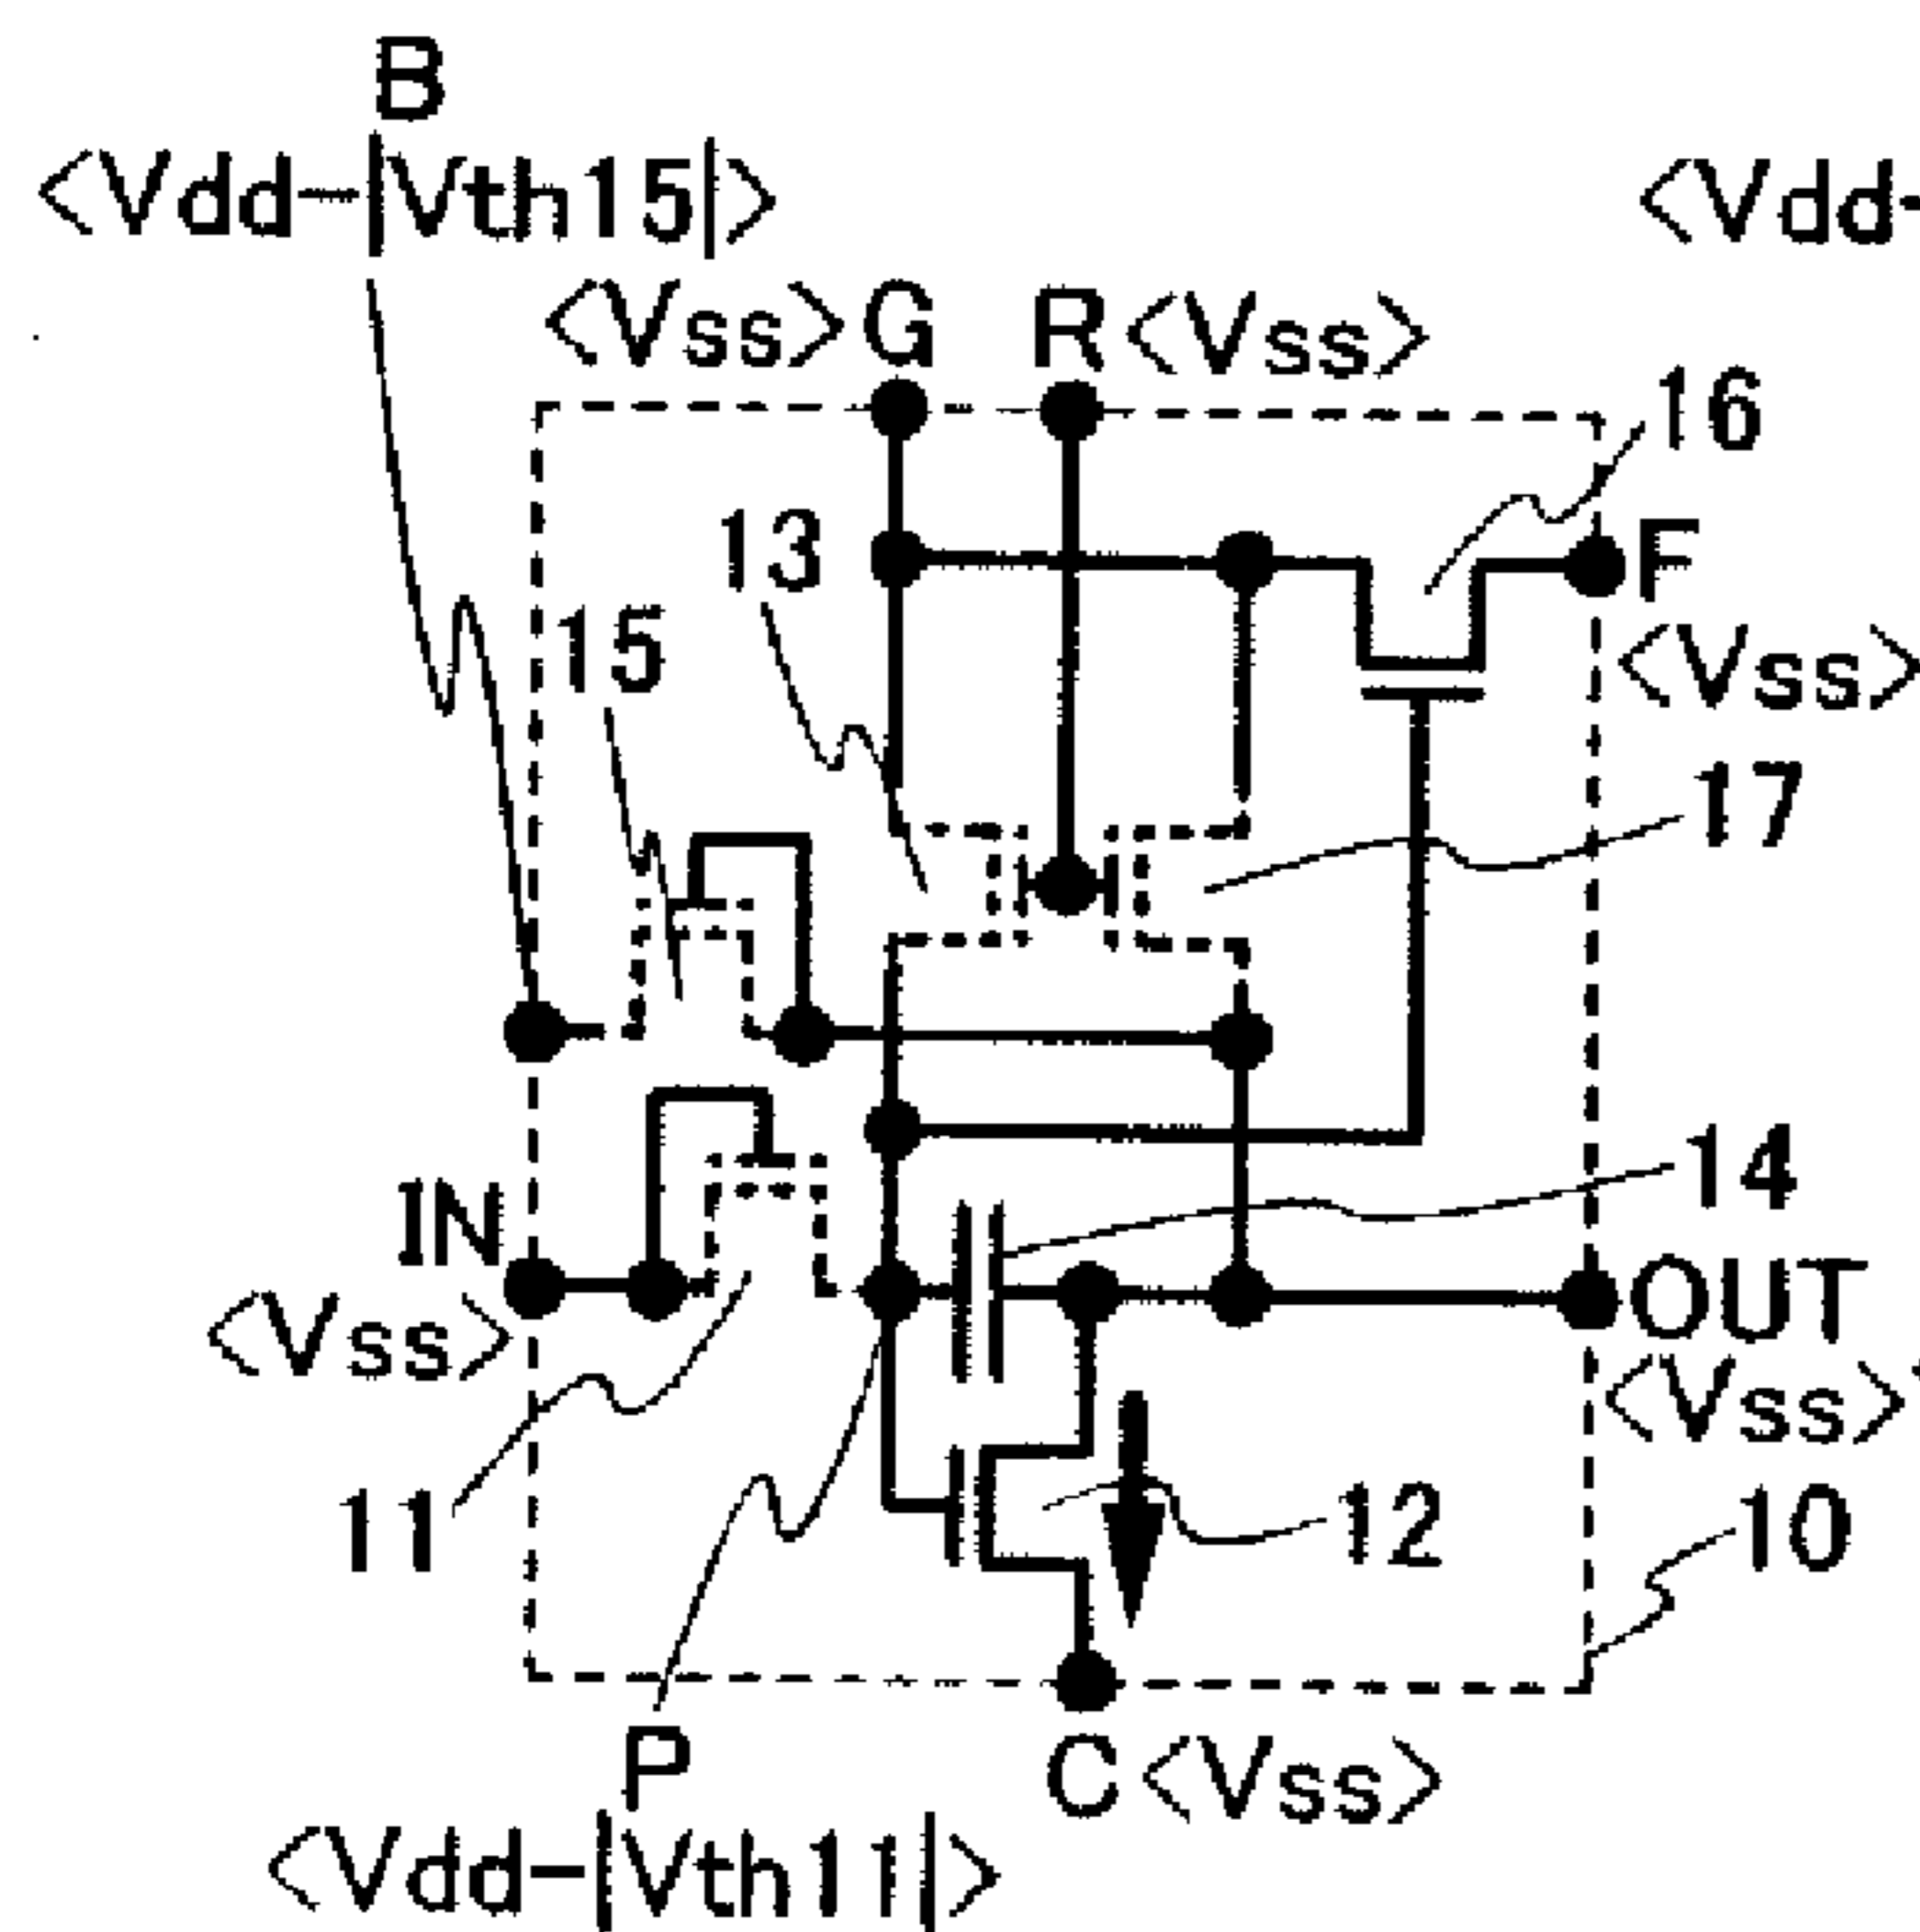 B
<Vdd-|Vth15|>
<Vdd-
<Vss>G R<Vss>
16
13
F
15
<Vss>
17
14
IN
OUT
<Vss>
<Vss>
11
12
10
P
C<Vss>
<Vdd-|Vth11|>